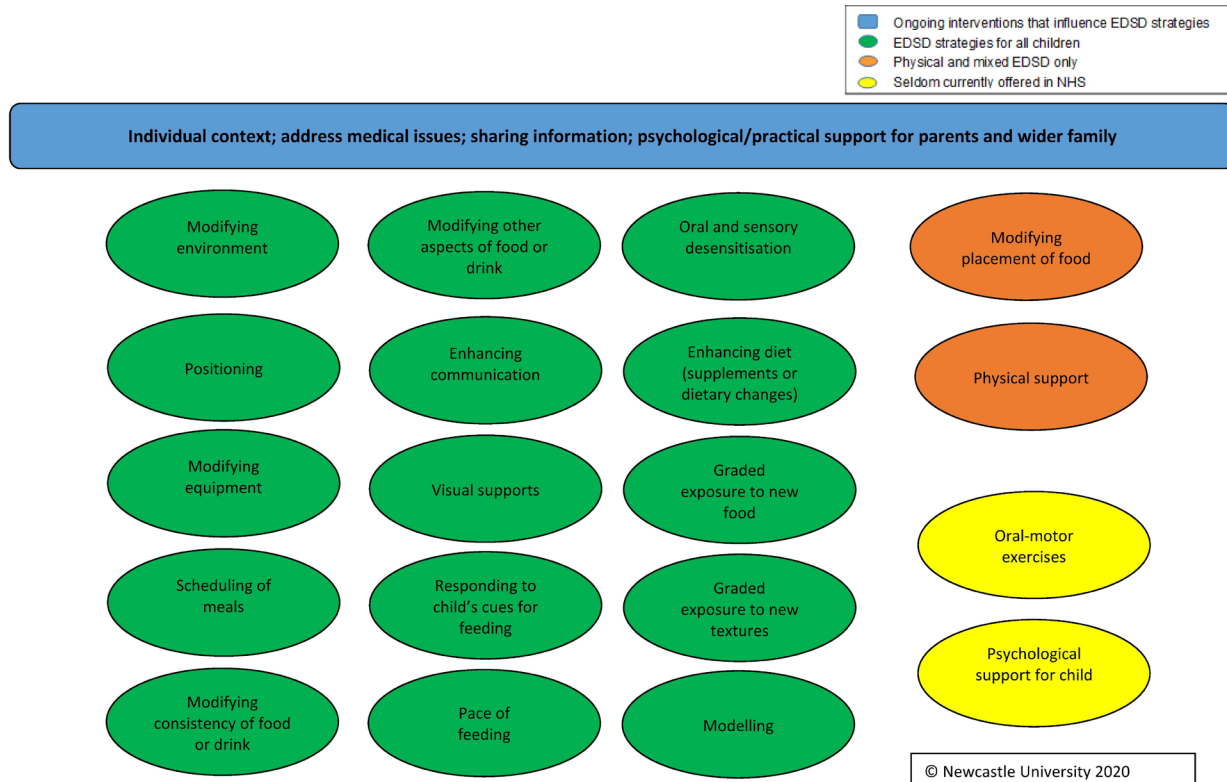 Ongoing interventions that influence EDSD strategies
EDSD strategies for all children
Physical and mixed EDSD only
Seldom currently offered in NHS
Individual context; address medical issues; sharing information; psychological/practical support for parents and wider family
Modifying
environment
Modifying other
aspects of food or
drink
Oral and sensory
desensitisation
Modifying
placement of food
Positioning
Enhancing
communication
Enhancing diet
(supplements or
dietary changes)
Physical support
Modifying
equipment
Visual supports
Graded
exposure to new
food
Oral-motor
exercises
Scheduling of
meals
Responding to
child’s cues for
feeding
Graded
exposure to new
textures
Psychological
support for child
Modifying
consistency of food
or drink
Pace of
feeding
Modelling
© Newcastle University 2020